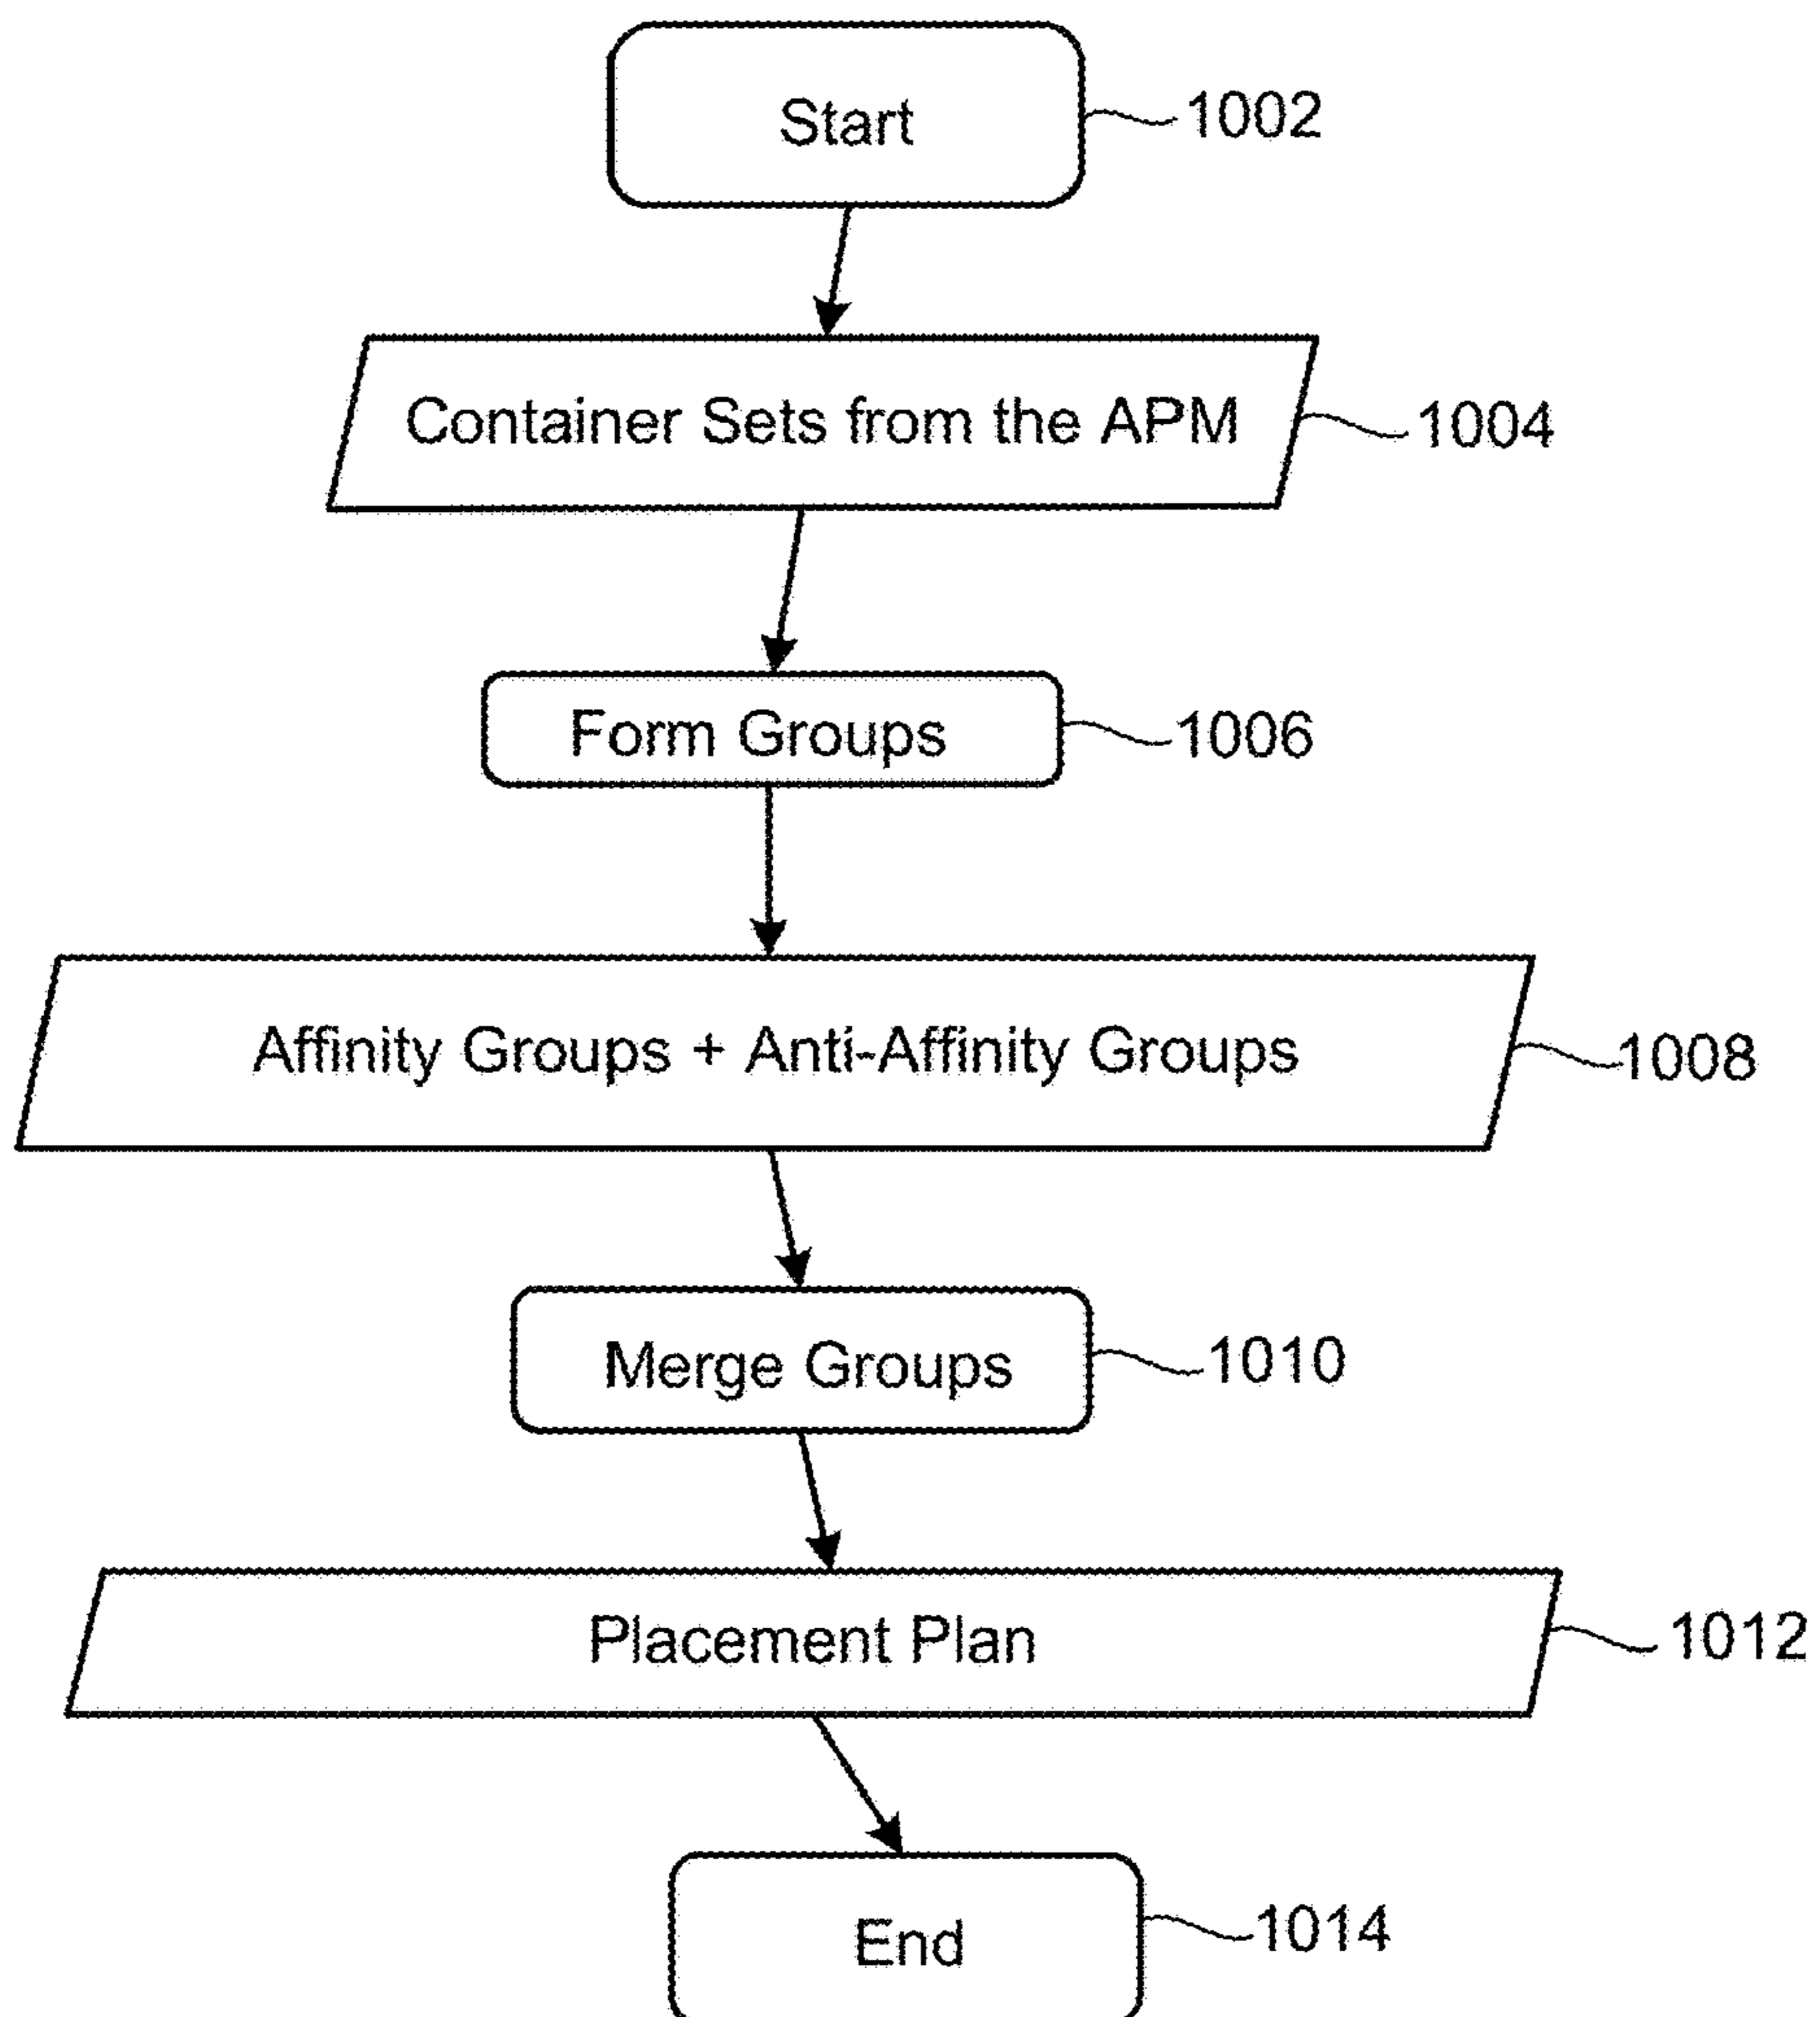 Start
1002
Container Sets from the APM
1004
Form Groups
1006
Affinity Groups + Anti-Affinity Groups
1008
Merge Groups
1010
Placement Plan
1012
End
1014